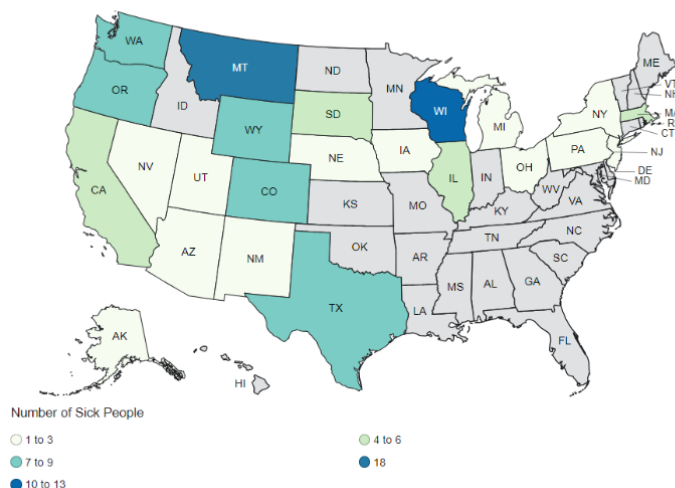 WA
MT
ND
ME
MN
VT
NH
OR
ID
SD
WI
MI
NY
MA
WY
CT
IA
NE
PA
NJ
NV
UT
CO
IL
IN
OH
DE
MD
CA
KS
MO
WV
VA
KY
AZ
NM
OK
AR
TN
NC
SC
MS
AL
GA
TX
LA
FL
AK
HI
Number of Sick People
1 to 3
4 to 6
7 to 9
18
10 to 13